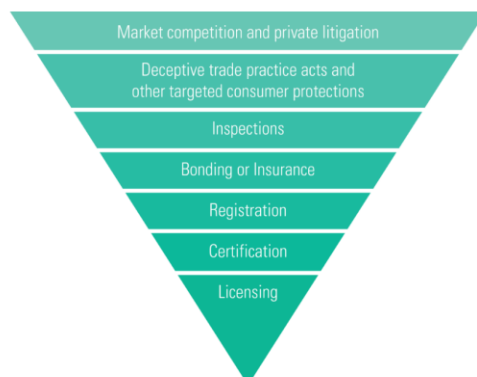 Market competition and private litigation
Deceptive trade practice acts and
other targeted consumer protections
Inspections
Bonding or Insurance
Registration
Certification
Licensing